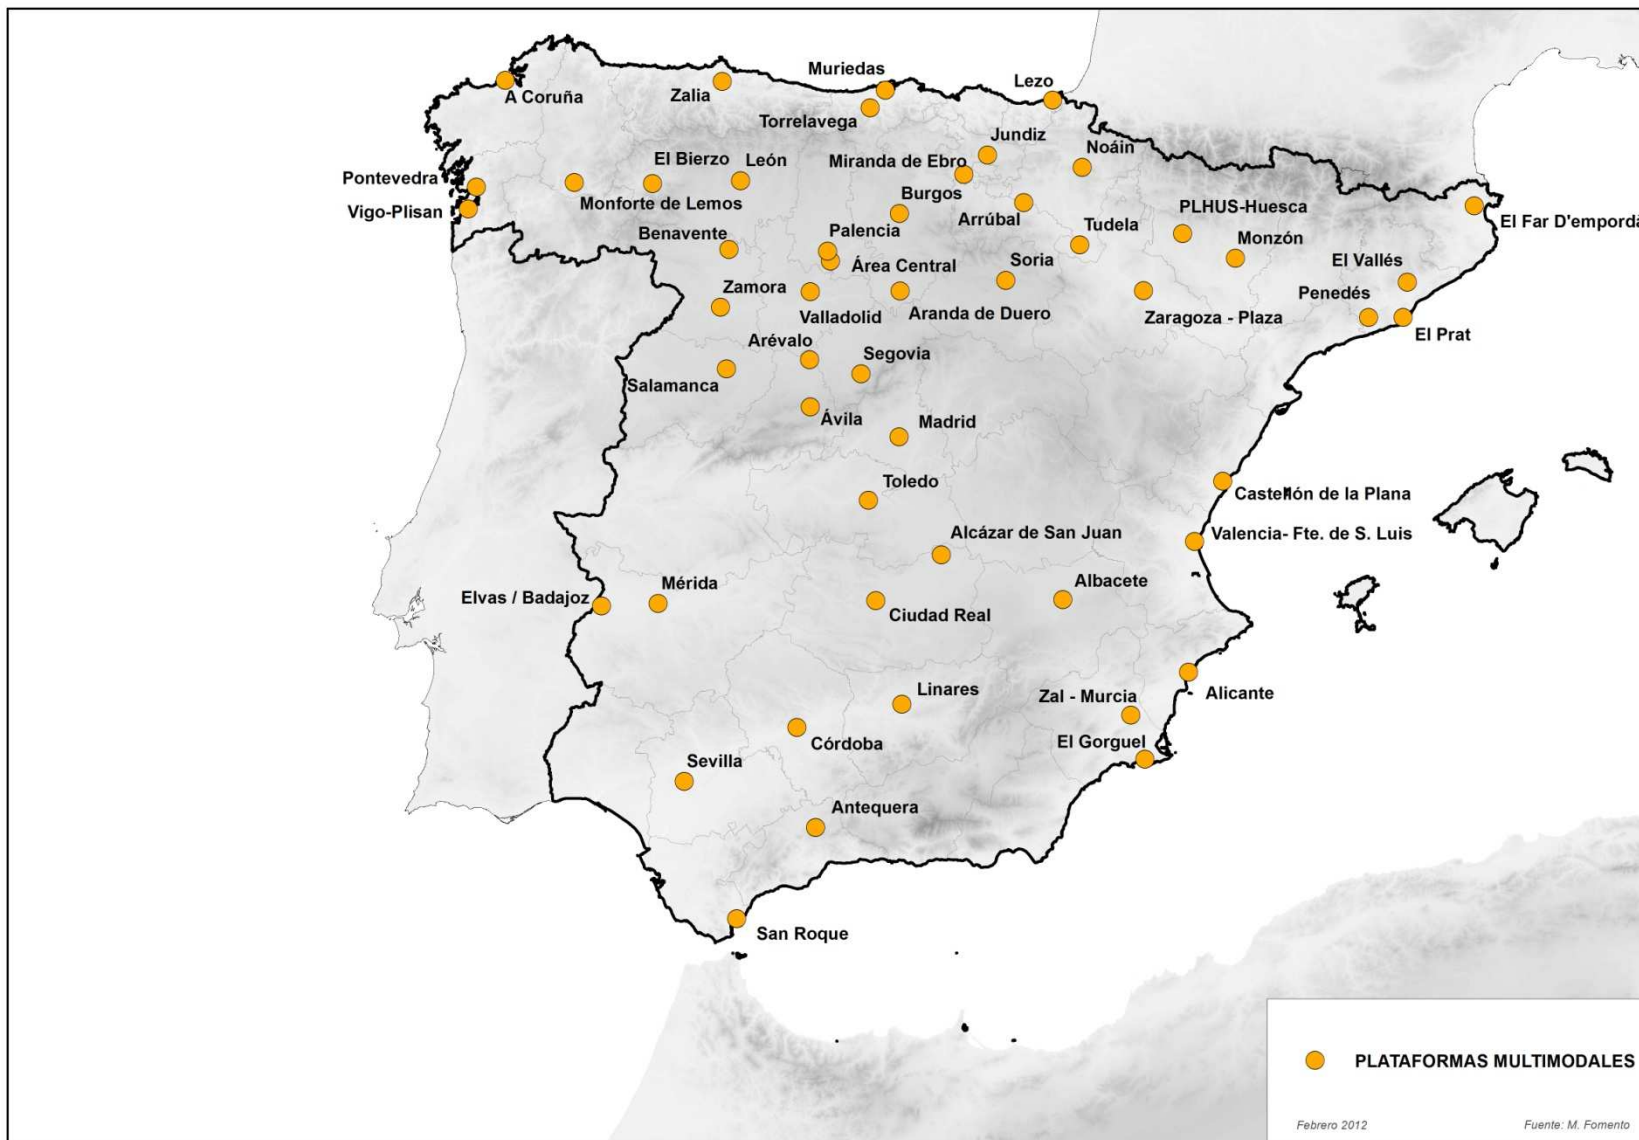 Muriedas
Lezo
A Coruña
Zalia
Torrelavega
Jundiz
Noáin
El Bierzo
León
Miranda de Ebro
Pontevedra
Burgos
Monforte de Lemos
PLHUS-Huesca
Vigo-Plisan
Arrúbal
El Far D'empordá
Benavente
Palencia
Tudela
Monzón
Área Central
Soria
El Vallés
Zamora
Penedés
Valladolid
Aranda de Duero
Zaragoza - Plaza
El Prat
Arévalo
Segovia
Salamanca
Ávila
Madrid
Toledo
Castellón de la Plana
Alcázar de San Juan
Valencia- Fte. de S. Luis
Mérida
Albacete
Elvas / Badajoz
Ciudad Real
Linares
Zal - Murcia
Alicante
Córdoba
El Gorguel
Sevilla
Antequera
San Roque
PLATAFORMAS MULTIMODALES
Febrero 2012
Fuente: M. Fomento